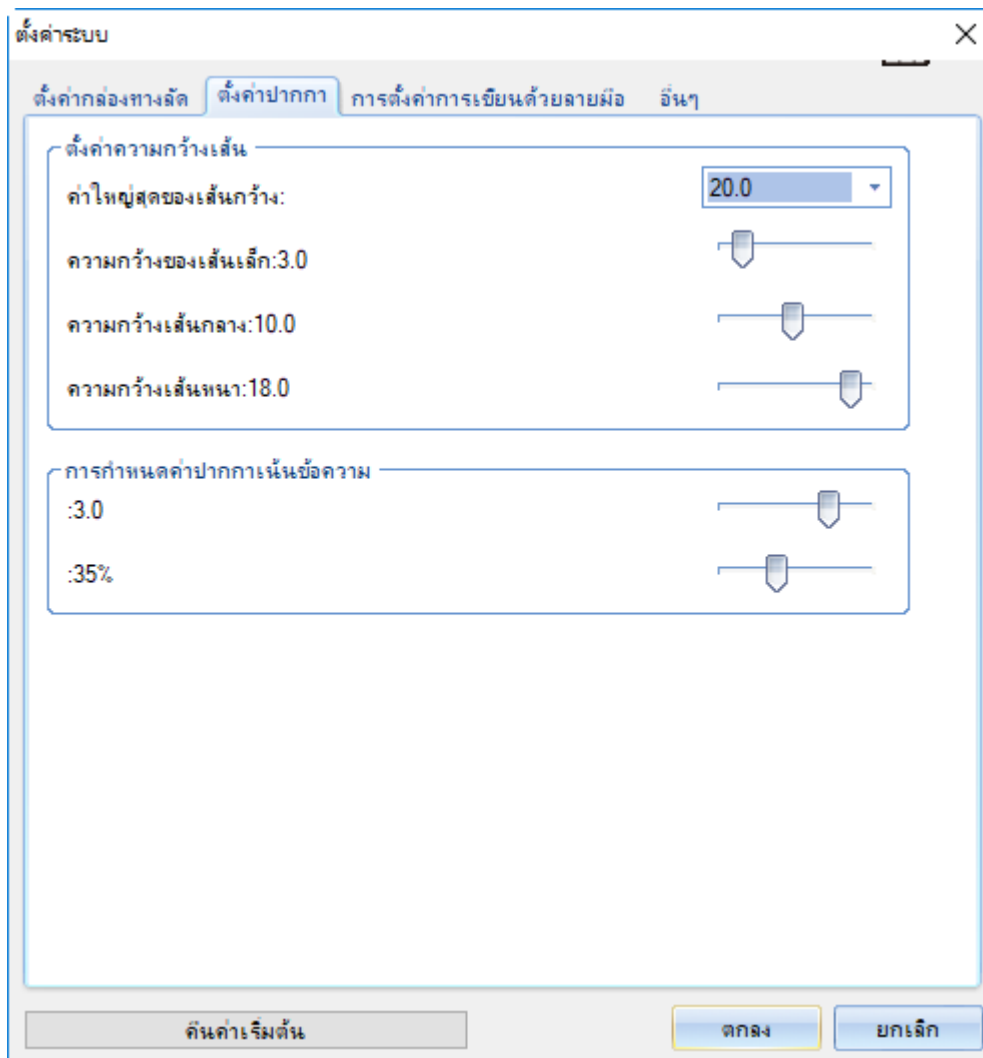 ตั้งค่าระบบ
ตั้งค่ากล่องทางลัด ตั้งค่าปากกา การตั้งค่าการเขียนด้วยลายมือ อื่นๆ
ตั้งค่าความกว้างเส้น
ค่าใหญ่สุดของเส้นกว้าง: 20.0
ความกว้างของเส้นเล็ก:3.0
ความกว้างเส้นกลาง:10.0
ความกว้างเส้นหนา:18.0
การกำหนดค่าปากกาเน้นข้อความ
:3.0
:35%
คืนค่าเริ่มต้น ตกลง ยกเลิก